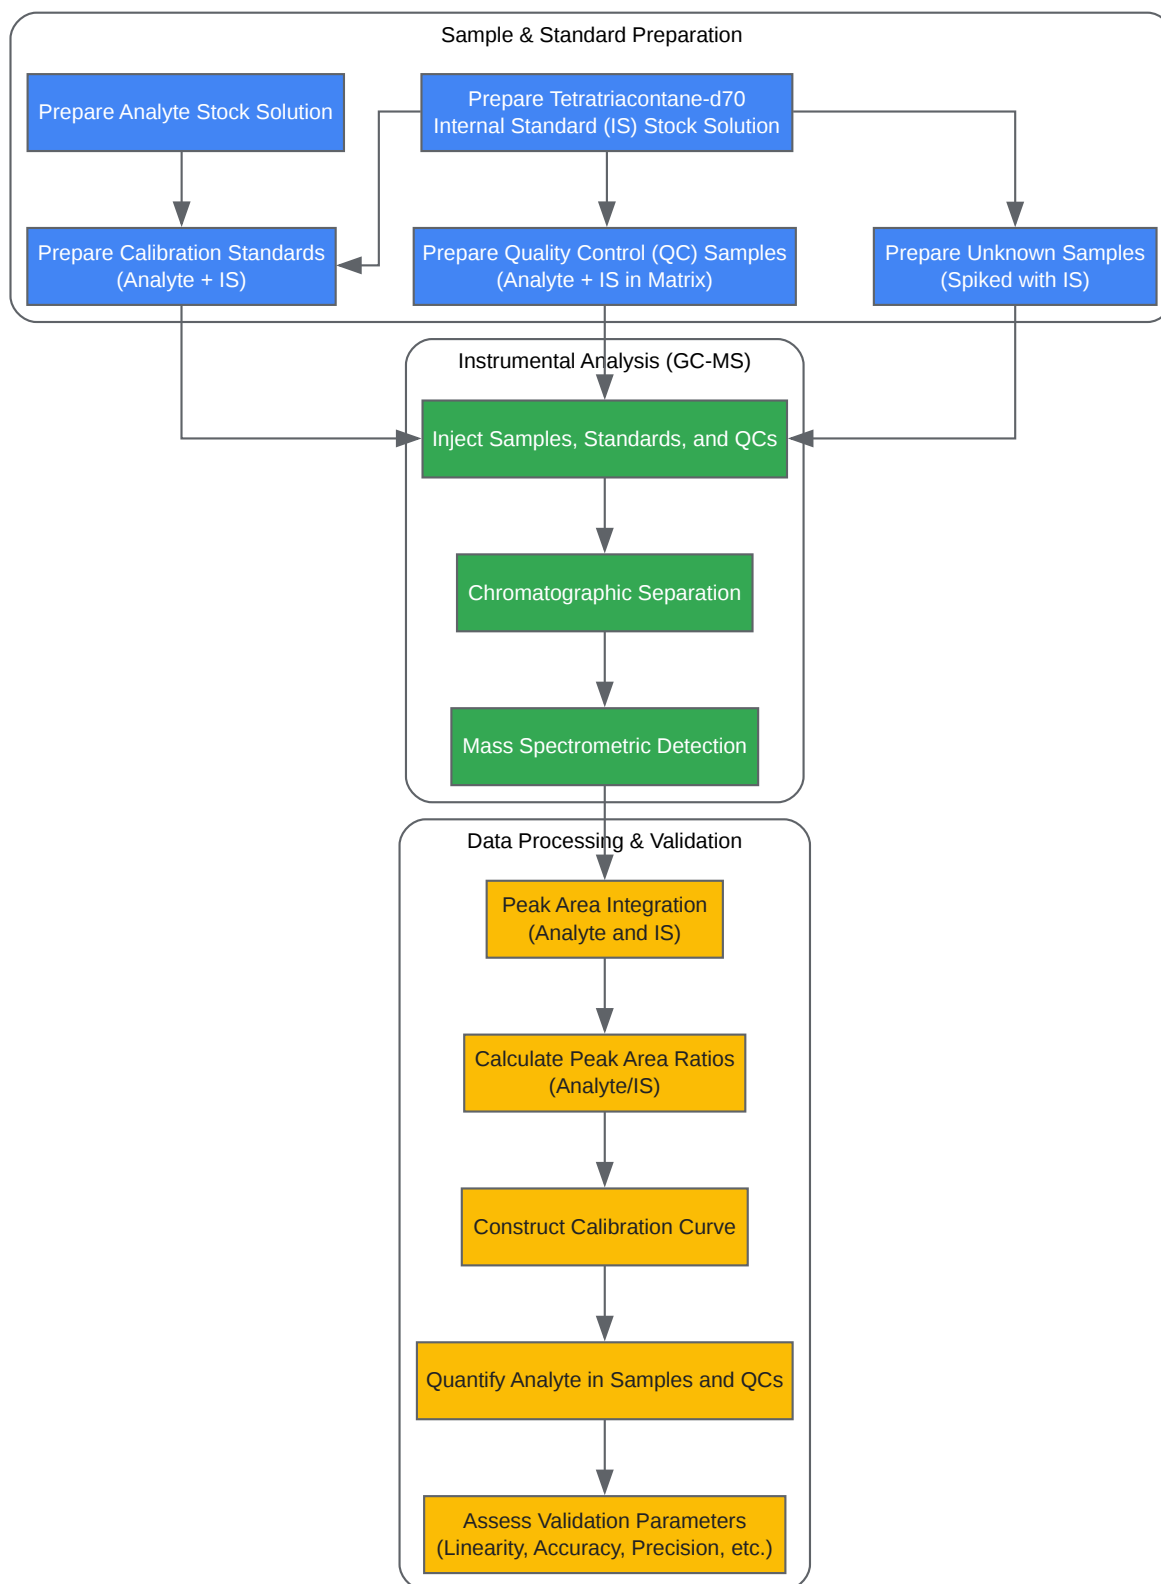 Sample & Standard Preparation
Prepare Analyte Stock Solution
Prepare Tetratriacontane-d70
Internal Standard (IS) Stock Solution
Prepare Calibration Standards
(Analyte + IS)
Prepare Quality Control (QC) Samples
(Analyte + IS in Matrix)
Prepare Unknown Samples
(Spiked with IS)
Instrumental Analysis (GC-MS)
Inject Samples, Standards, and QCs
Chromatographic Separation
Mass Spectrometric Detection
Data Processing & Validation
Peak Area Integration
(Analyte and IS)
Calculate Peak Area Ratios
(Analyte/IS)
Construct Calibration Curve
Quantify Analyte in Samples and QCs
Assess Validation Parameters
(Linearity, Accuracy, Precision, etc.)